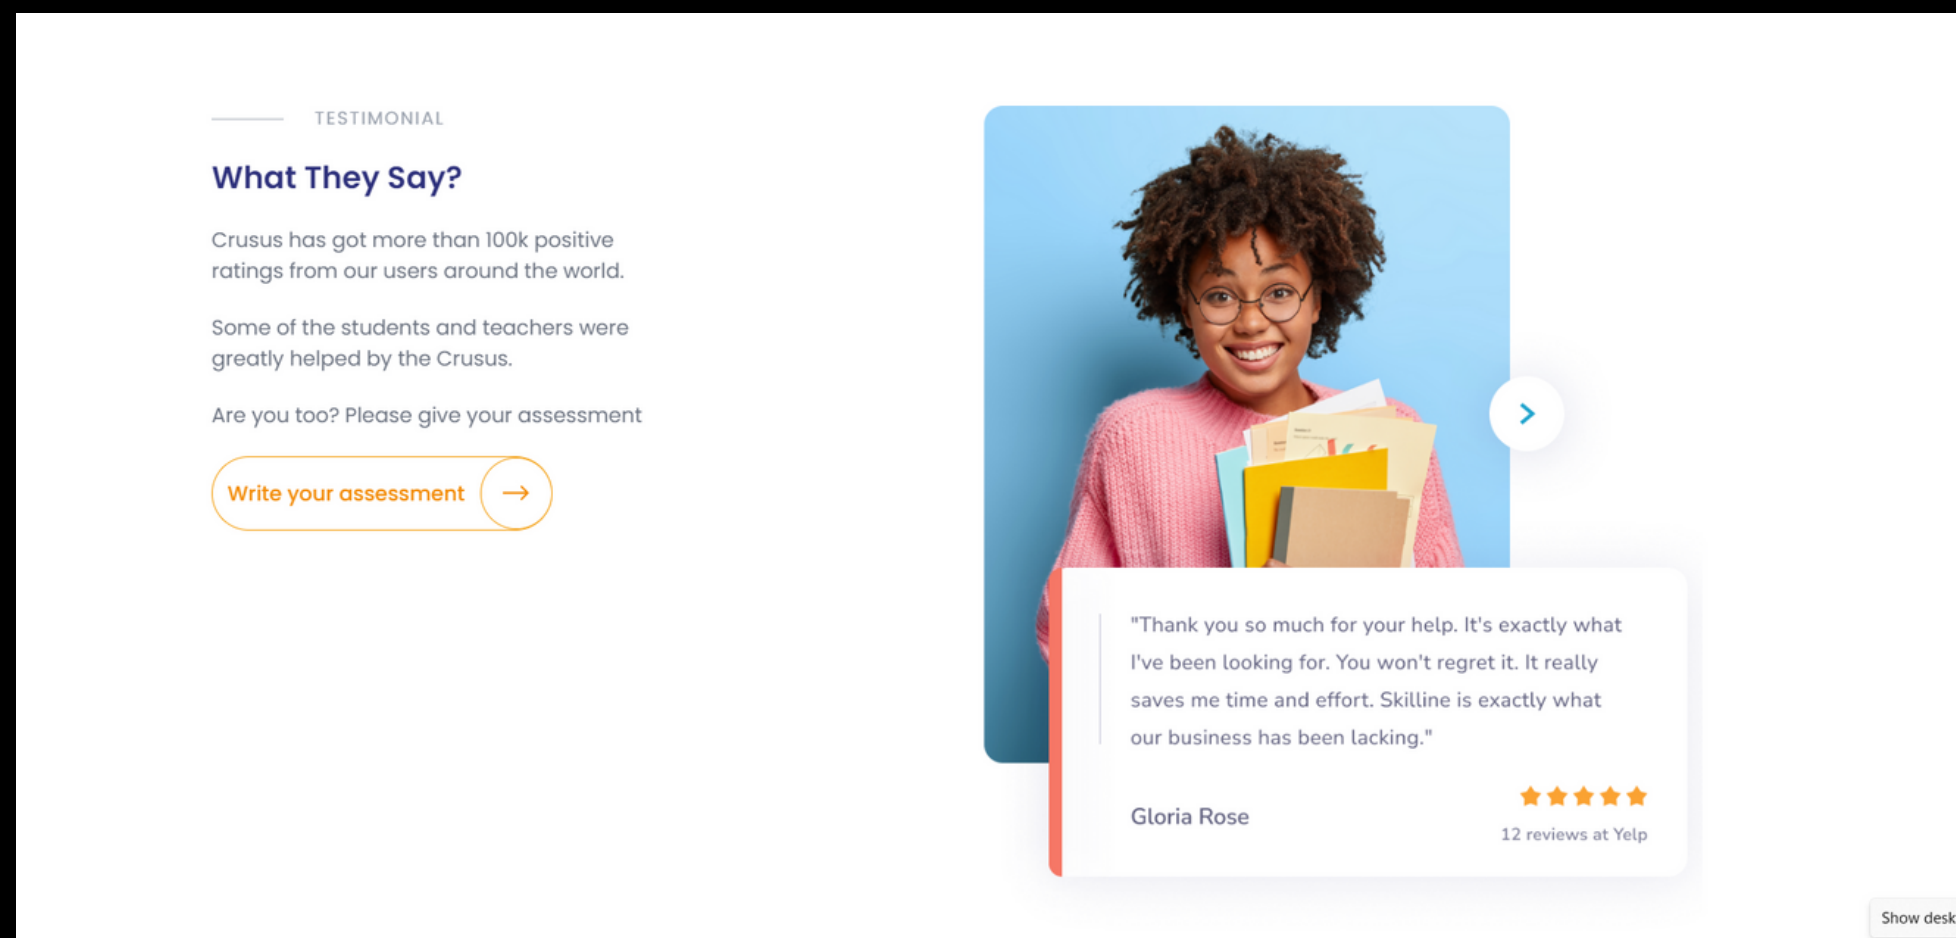 TESTIMONIAL
What They Say?
Crusus has got more than 100k positive
ratings from our users around the world.
Some of the students and teachers were
greatly helped by the Crusus.
Are you too? Please give your assessment
Write your assessment
"Thank you so much for your help. It's exactly what
I've been looking for. You won't regret it. It really
saves me time and effort. Skilline is exactly what
our business has been lacking."
Gloria Rose
12 reviews at Yelp
Show desk